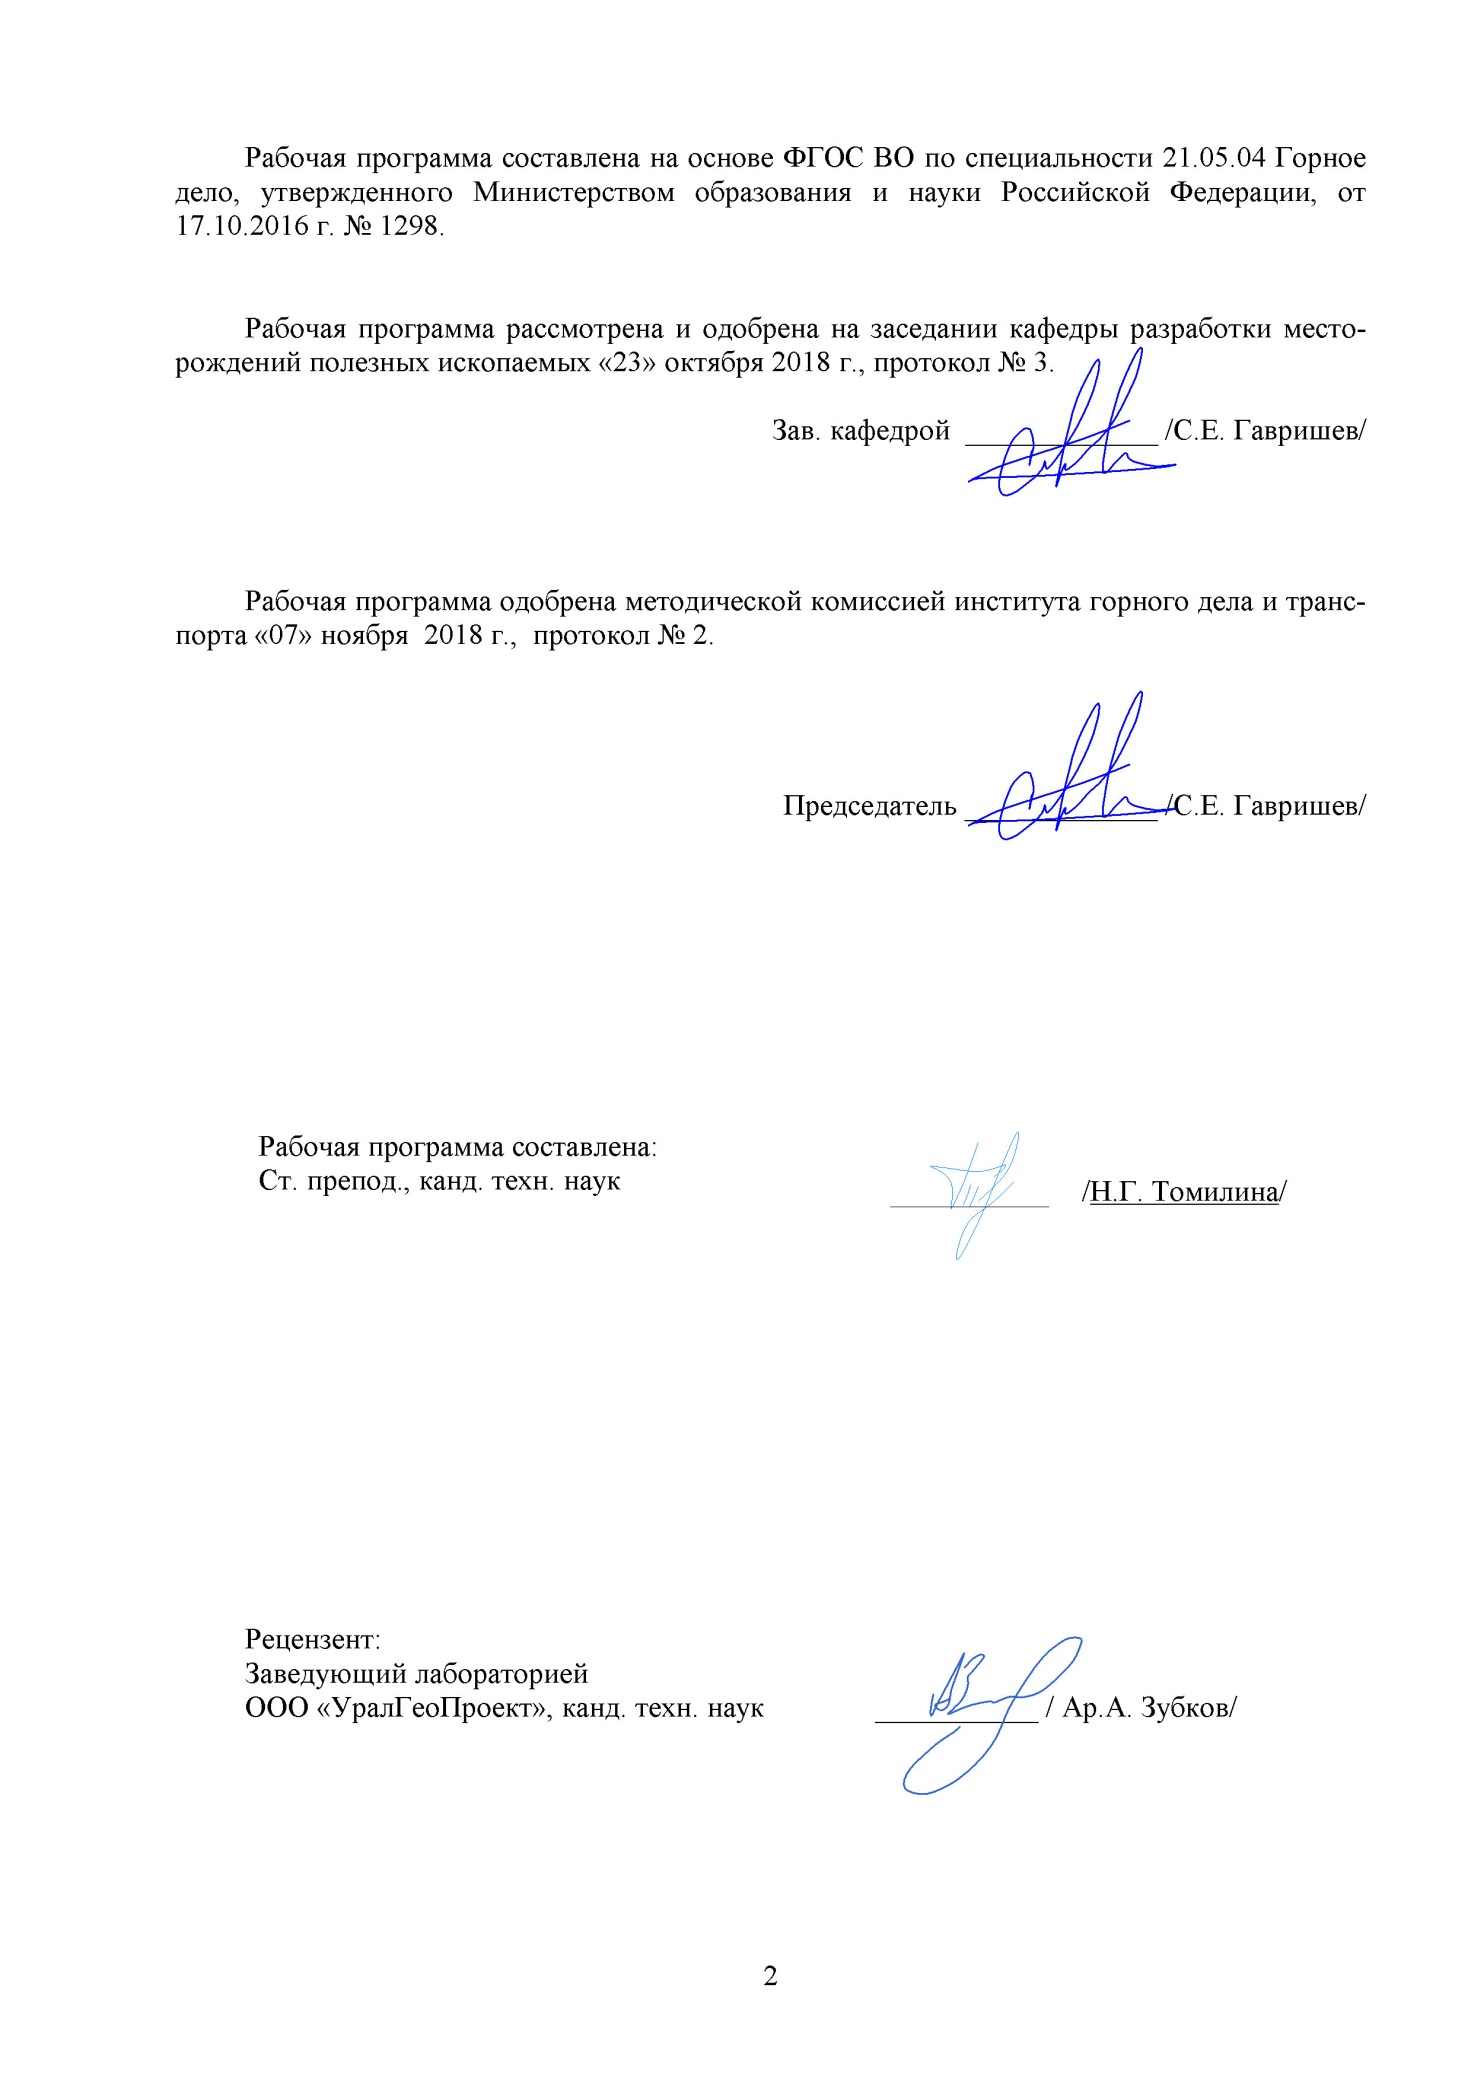 Рабочая программа составлена на основе ФГОС ВО по специальности 21.05.04 Горное
дело, утвержденного Министерством образования и науки Российской Федерации, от
17.10.2016 г. № 1298.
Рабочая программа рассмотрена и одобрена на заседании кафедры разработки место-
рождений полезных ископаемых «23» октября 2018 г., протокол № 3.
Зав. кафедрой ______________ /С.Е. Гавришев/
Рабочая программа одобрена методической комиссией института горного дела и транс-
порта «07» ноября 2018 г., протокол № 2.
Председатель ______________ /С.Е. Гавришев/
Рабочая программа составлена:
Ст. препод., канд. техн. наук
____________ /Н.Г. Томилина/
Рецензент:
Заведующий лабораторией
ООО «УралГеоПроект», канд. техн. наук ____________ / Ар.А. Зубков/
2